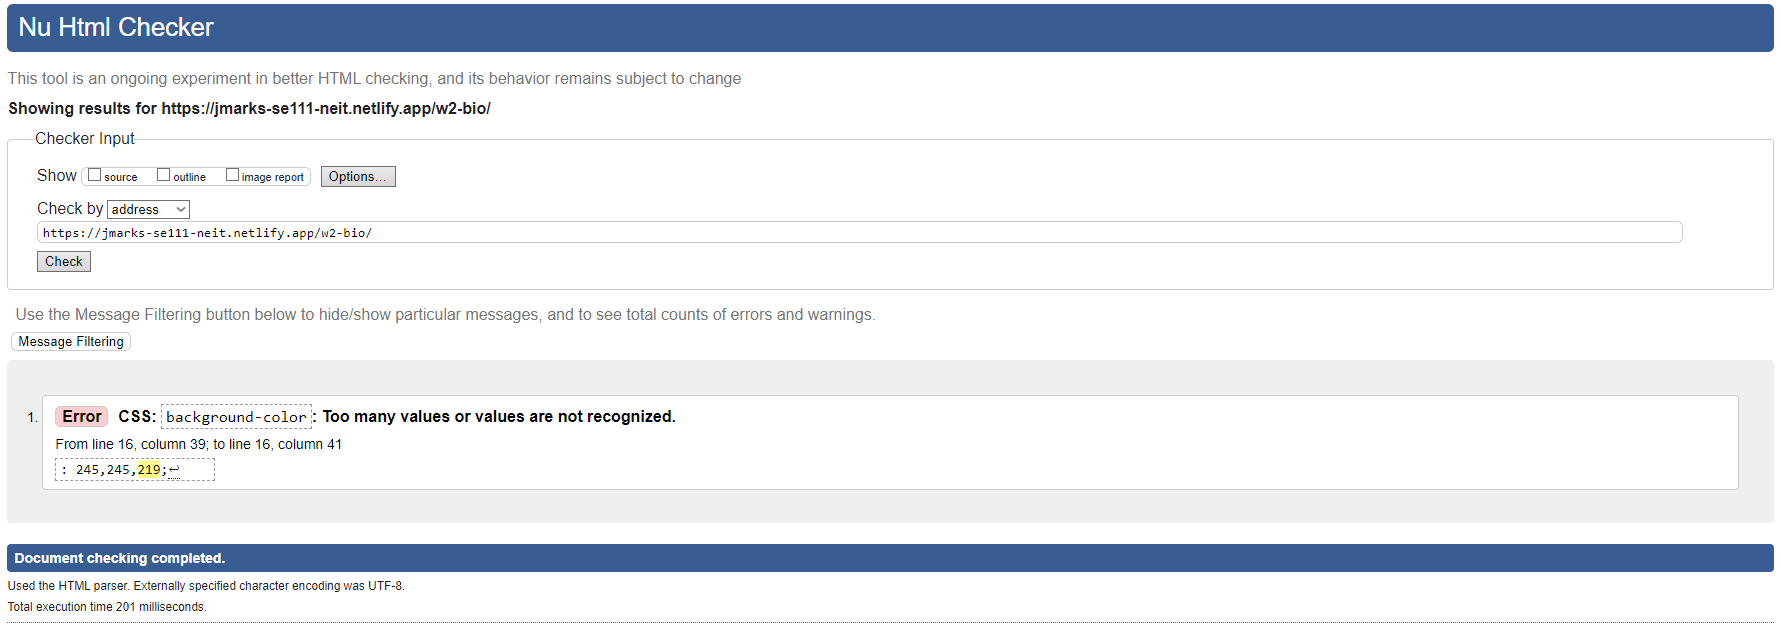 Nu Html Checker
This tool is an ongoing experiment in better HTML checking, and its behavior remains subject to change
Showing results for https://jmarks-se111-neit.netlify.app/w2-bio/
Checker Input
Show source outline image report Options...
Check by address
https://jmarks-se111-neit.netlify.app/w2-bio/
Check
Use the Message Filtering button below to hide/show particular messages, and to see total counts of errors and warnings.
Message Filtering
1. Error CSS: background-color: Too many values or values are not recognized.
From line 16, column 39; to line 16, column 41
: 245,245,219;↩
Document checking completed.
Used the HTML parser. Externally specified character encoding was UTF-8.
Total execution time 201 milliseconds.